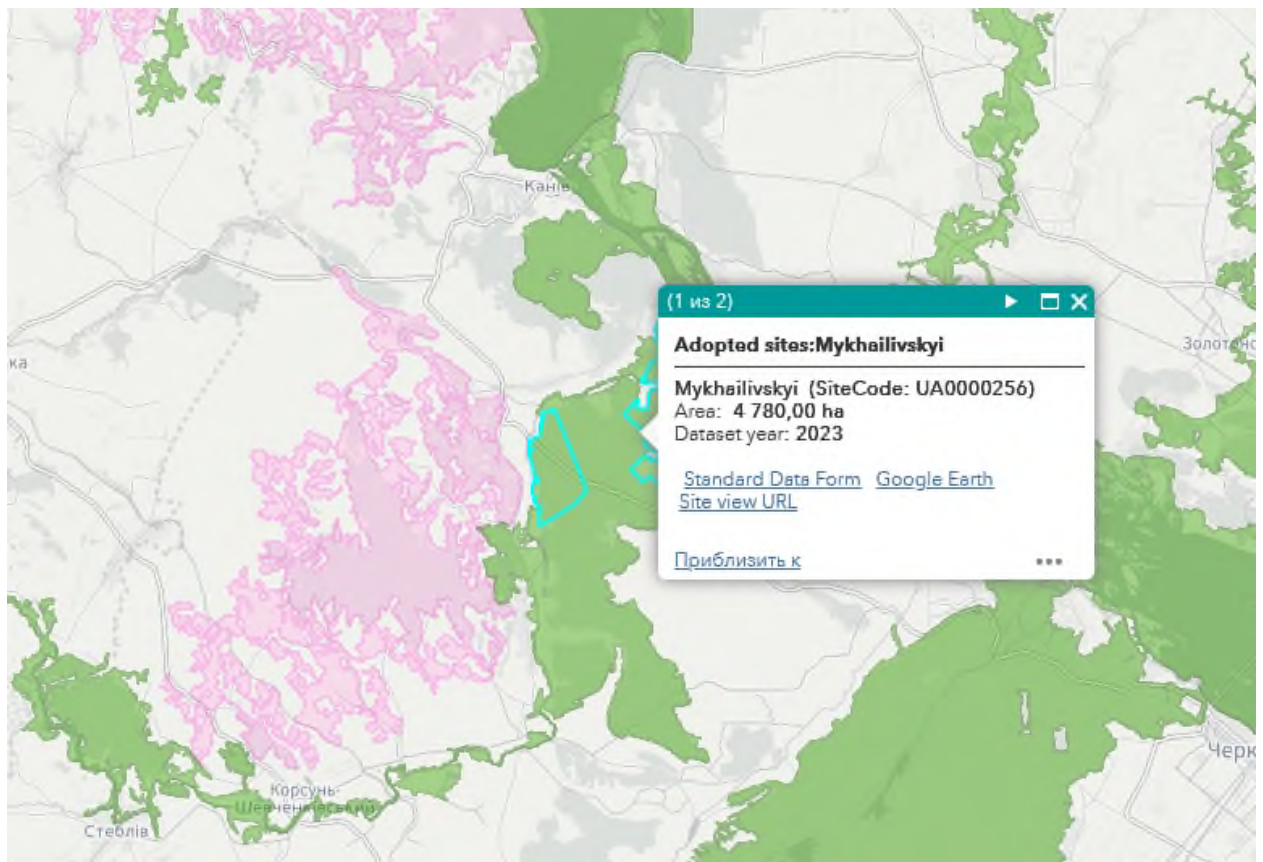 Канів
(1 из 2)
Adopted sites:Mykhailivskyi
Mykhailivskyi (SiteCode: UA0000256)
Area: 4 780,00 ha
Dataset year: 2023
Standard Data Form Google Earth
Site view URL
Приблизить к
Золотоно
ка
Черк
Корсунь-
Шевченківський
Стеблів